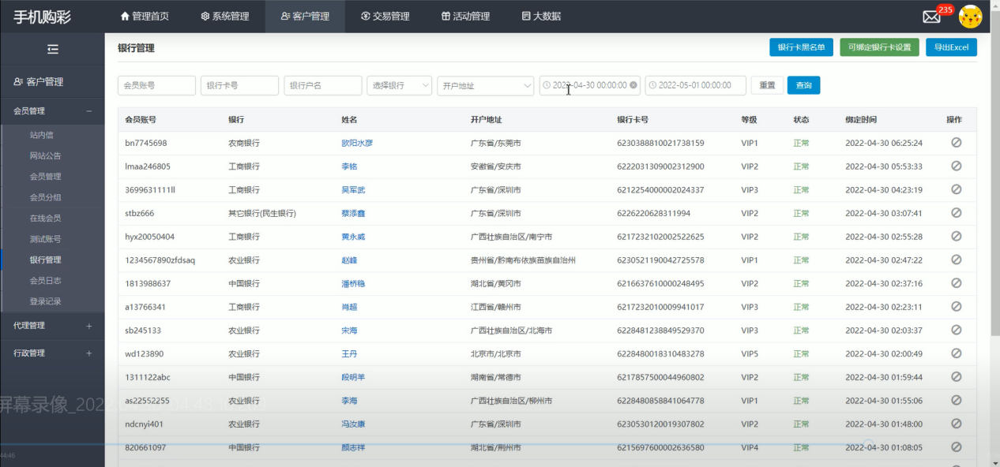 手机购彩
管理首页 系统管理 客户管理 交易管理 活动管理 大数据 235
客户管理
会员管理
站内信
网站公告
会员管理
会员分组
在线会员
测试账号
银行管理
会员日志
登录记录
代理管理
行政管理
银行管理 银行卡黑名单 可绑定银行卡设置 导出Excel
会员账号 银行卡号 银行户名 选择银行 开户地址 2022-04-30 00:00:00 2022-05-01 00:00:00 重置 查询
会员账号 银行 姓名 开户地址 银行卡号 等级 状态 绑定时间 操作
bn7745698 农商银行 欧阳水彦 广东省/东莞市 6230388810021738159 VIP1 正常 2022-04-30 06:25:24
lmaa246805 工商银行 李铭 安徽省/安庆市 6222031309002312900 VIP2 正常 2022-04-30 05:53:33
3699631111ll 工商银行 吴军武 广东省/深圳市 6212254000002024337 VIP3 正常 2022-04-30 04:23:19
stbz666 其它银行(民生银行) 蔡添鑫 广东省/深圳市 6226220628311994 VIP2 正常 2022-04-30 03:07:41
hyx20050404 工商银行 黄永威 广西壮族自治区/南宁市 6217232102002522625 VIP2 正常 2022-04-30 02:55:28
1234567890zfdsaq 农业银行 赵峰 贵州省/黔南布依族苗族自治州 6230521190042725578 VIP1 正常 2022-04-30 02:47:22
1813988637 中国银行 潘桥稳 湖北省/黄冈市 6216637610000248495 VIP2 正常 2022-04-30 02:37:16
a13766341 工商银行 肖超 江西省/赣州市 6217232010009941017 VIP3 正常 2022-04-30 02:23:11
sb245133 农业银行 宋海 广西壮族自治区/北海市 6228481238849529370 VIP3 正常 2022-04-30 02:03:37
wd123890 农业银行 王丹 北京市/北京市 6228480018310483278 VIP5 正常 2022-04-30 02:00:49
1311122abc 中国银行 段明羊 湖南省/常德市 6217857500044960802 VIP2 正常 2022-04-30 01:59:44
as22552255 农业银行 李海 广西壮族自治区/柳州市 6228480858841064778 VIP1 正常 2022-04-30 01:55:06
屏幕录像_202
ndcnyi401 农业银行 冯汝康 广东省/深圳市 6230530120019307802 VIP2 正常 2022-04-30 01:48:00
820661097 中国银行 颜志祥 湖北省/荆州市 6215697600002636580 VIP4 正常 2022-04-30 01:08:05
44:46